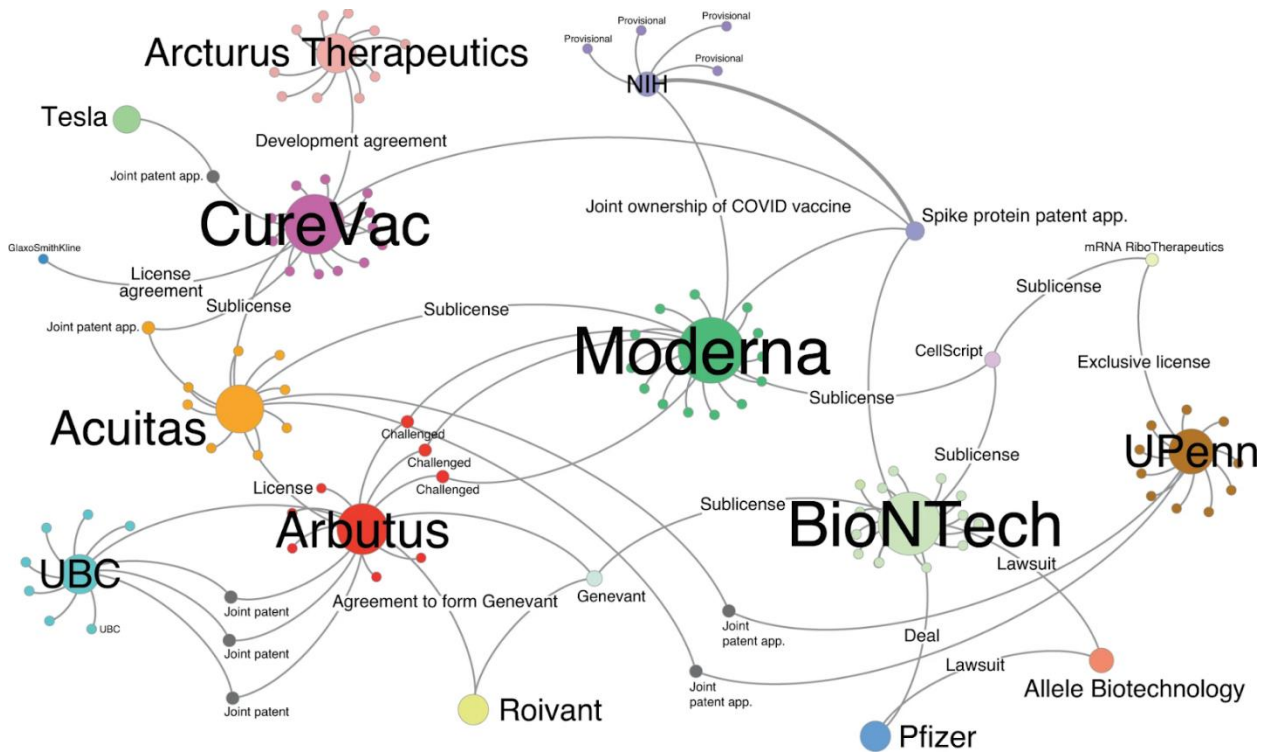 Provisional
Provisional
Provisional
Provisional
Arcturus Therapeutics
NIH
Tesla
Development agreement
Joint patent app.
CureVac
Joint ownership of COVID vaccine
Spike protein patent app.
mRNA RiboTherapeutics
GlaxoSmithKline
License
agreement
Sublicense
Sublicense
Sublicense
Joint patent app.
Moderna
CellScript
Exclusive license
Sublicense
Acuitas
Challenged
Challenged
Challenged
UPenn
Sublicense
License
Sublicense
Arbutus
BioNTech
Lawsuit
UBC
Genevant
Agreement to form Genevant
Joint patent
UBC
Joint
patent app.
Deal
Joint patent
Lawsuit
Joint
patent app.
Allele Biotechnology
Joint patent
Roivant
Pfizer